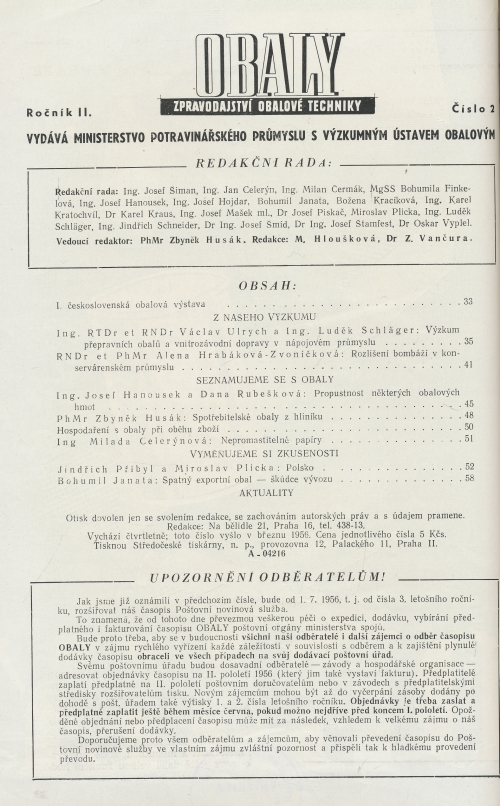 OBALY
ZPRAVODAJSTVÍ OBALOVÉ TECHNIKY
Ročník II.
Číslo 2
VYDÁVÁ MINISTERSTVO POTRAVINÁŘSKÉHO PRŮMYSLU S VÝZKUMNÝM ÚSTAVEM OBALOVÝM
REDAKČNÍ RADA:
Redakční rada: Ing. Josef Šiman, Ing. Jan Celerýn, Ing. Milan Čermák, MgSS Bohumila Finke-
lová, Ing. Josef Hanousek, Ing. Josef Hojdar, Bohumil Janata, Božena Kracíková, Ing. Karel
Kratochvíl, Dr Karel Kraus, Ing. Josef Mašek ml., Dr Josef Piskač, Miroslav Plicka, Ing. Luděk
Schläger, Ing. Jindřich Schneider, Dr Ing. Josef Šmíd, Dr Ing. Josef Štamfest, Dr Oskar Vyplel.
Vedoucí redaktor: PhMr Zbyněk Husák. Redakce: M. Hloušková, Dr Z. Vančura.
OBSAH:
I. československá obalová výstava . . . . . . . . . . . . . . . . . . . . 33
Z NAŠEHO VÝZKUMU
Ing. RTDr et RNDr Václav Ulrych a Ing. Luděk Schläger: Výzkum
přepravních obalů a vnitrozávodní dopravy v nápojovém průmyslu . . . . . . . . 35
RNDr et PhMr Alena Hrabáková-Zvoníčková: Rozlišení bombáží v kon-
servárenském průmyslu . . . . . . . . . . . . . . . . . . . . 41
SEZNAMUJEME SE S OBALY
Ing. Josef Hanousek a Dana Rubešková: Propustnost některých obalových
hmot . . . . . . . . . . . . . . . . . . . . 45
PhMr Zbyněk Husák: Spotřebitelské obaly z hliníku . . . . . . . . . . . . 48
Hospodaření s obaly při oběhu zboží . . . . . . . . . . . . . . . . 50
Ing Milada Celerýnová: Nepromastitelné papíry . . . . . . . . . . . . 51
VYMĚŇUJEME SI ZKUŠENOSTI
Jindřich Přibyl a Miroslav Plicka: Polsko . . . . . . . . . . . . 52
Bohumil Janata: Špatný exportní obal — škůdce vývozu . . . . . . . . . . 58
AKTUALITY
Otisk dovolen jen se svolením redakce, se zachováním autorských práv a s údajem pramene.
Redakce: Na bělidle 21, Praha 16, tel. 438-13.
Vychází čtvrtletně; toto číslo vyšlo v březnu 1956. Cena jednotlivého čísla 5 Kčs.
Tisknou Středočeské tiskárny, n. p., provozovna 12, Palackého 11, Praha II.
A - 04216
UPOZORNĚNÍ ODBĚRATELŮM!
Jak jsme již oznámili v předchozím čísle, bude od 1. 7. 1956, t. j. od čísla 3. letošního roční-
ku, rozšiřovat náš časopis Poštovní novinová služba.
To znamená, že od tohoto dne převezmou veškerou péči o expedici, dodávku, vybírání před-
platného i fakturování časopisu OBALY poštovní orgány ministerstva spojů.
Bude proto třeba, aby se v budoucnosti všichni naši odběratelé i další zájemci o odběr časopisu
OBALY v zájmu rychlého vyřízení každé záležitosti v souvislosti s odběrem a k zajištění plynulé
dodávky časopisu obraceli ve všech případech na svůj dodávací poštovní úřad.
Svému poštovnímu úřadu budou dosavadní odběratelé — závody a hospodářské organisace —
adresovat objednávky časopisu na II. pololetí 1956 (který jim také vystaví fakturu). Předplatitelé
zaplatí předplatné na II. pololetí poštovním doručovatelům nebo v závodech s předplatitelskými
středisky rozšiřovatelům tisku. Novým zájemcům mohou být až do vyčerpání zásoby dodány po
dohodě s pošt. úřadem také výtisky 1. a 2. čísla letošního ročníku. Objednávky je třeba zaslat a
předplatné zaplatit ještě během měsíce června, pokud možno nejdříve před koncem I. pololetí. Opož-
děné objednání nebo předplacení časopisu může mít za následek, vzhledem k velkému zájmu o náš
časopis, přerušení dodávky.
Doporučujeme proto všem odběratelům a zájemcům, aby věnovali převedení časopisu do Poš-
tovní novinové služby ve vlastním zájmu zvláštní pozornost a přispěli tak k hladkému provedení
převodu.